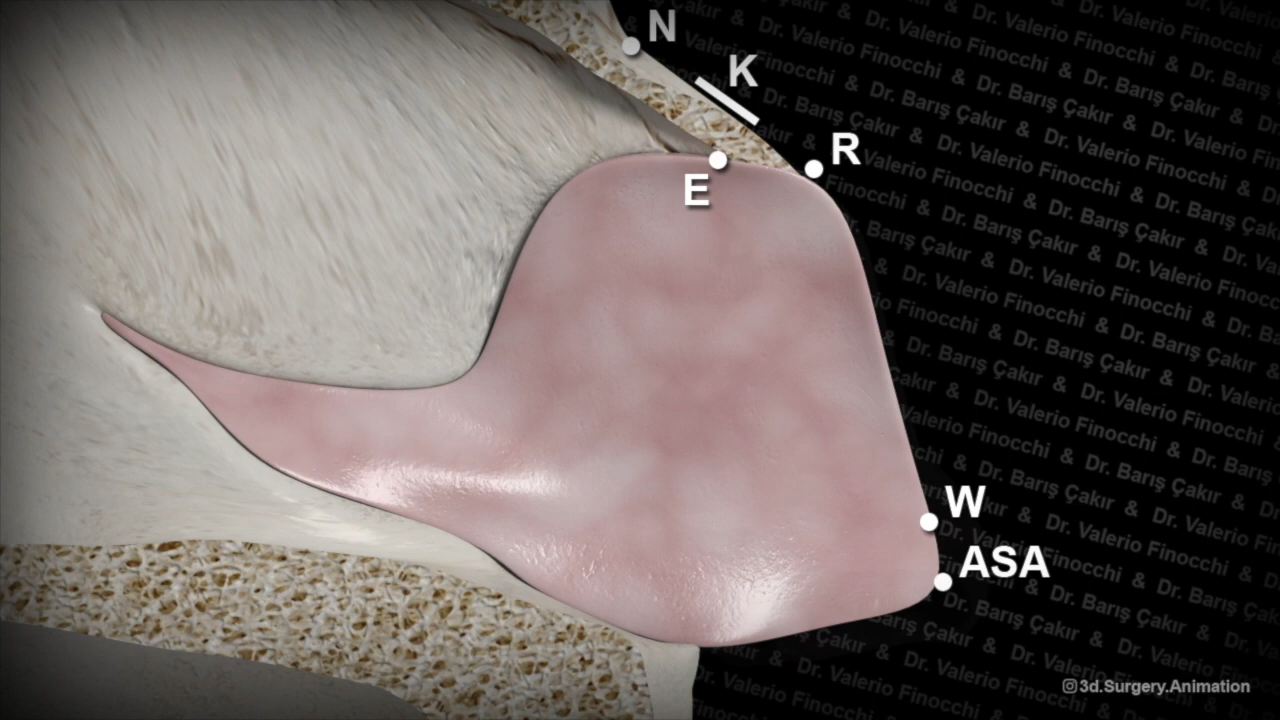 N
K
R
E
W
ASA
3d.Surgery.Animation
Dr. Barış Çakır & Dr. Valerio Finocchi